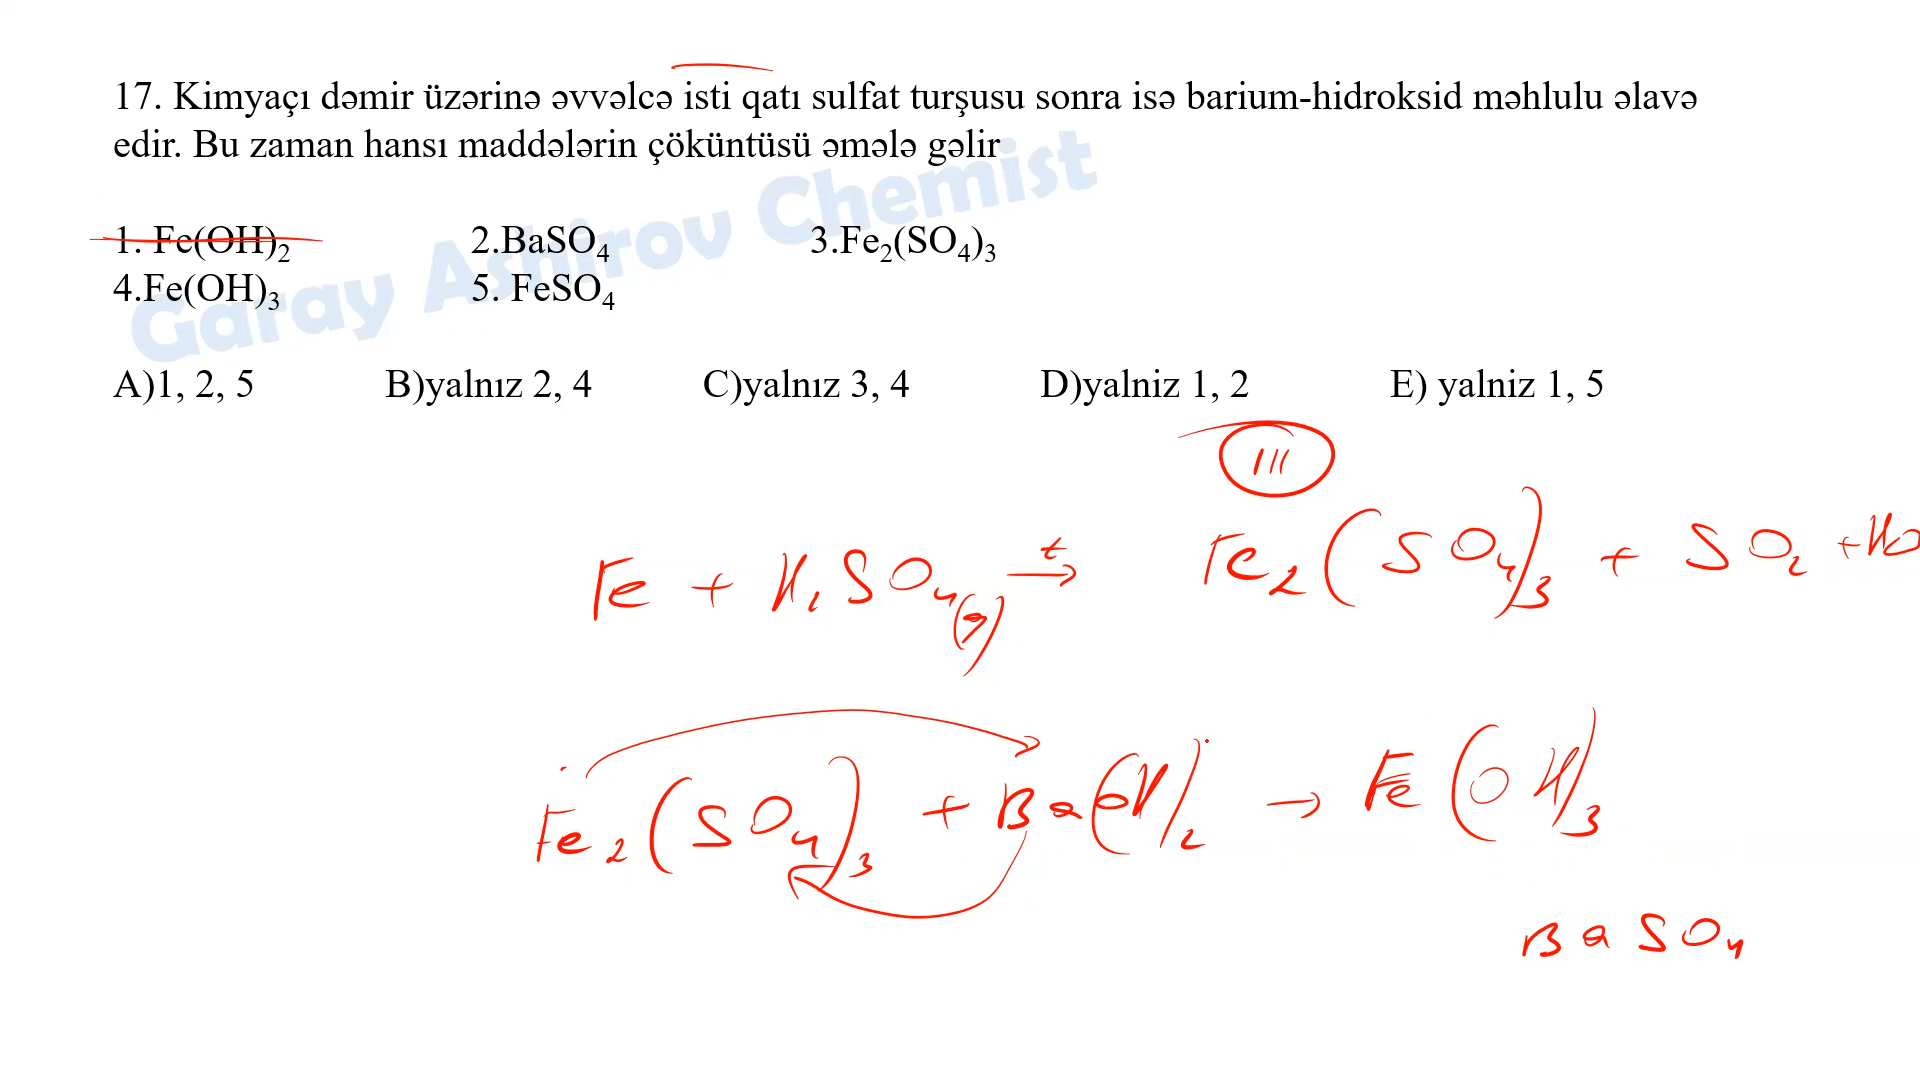 17. Kimyaçı dəmir üzərinə əvvəlcə isti qatı sulfat turşusu sonra isə barium-hidroksid məhlulu əlavə
edir. Bu zaman hansı maddələrin çöküntüsü əmələ gəlir
1. Fe(OH)₂ 2.BaSO₄ 3.Fe₂(SO₄)₃
4.Fe(OH)₃ 5. FeSO₄
Garay Ashirov Chemist
A)1, 2, 5 B)yalnız 2, 4 C)yalnız 3, 4 D)yalniz 1, 2 E) yalniz 1, 5
III
Fe + H₂SO₄(q) →t Fe₂(SO₄)₃ + SO₂ + H₂O
Fe₂(SO₄)₃ + Ba(OH)₂ → Fe(OH)₃
BaSO₄